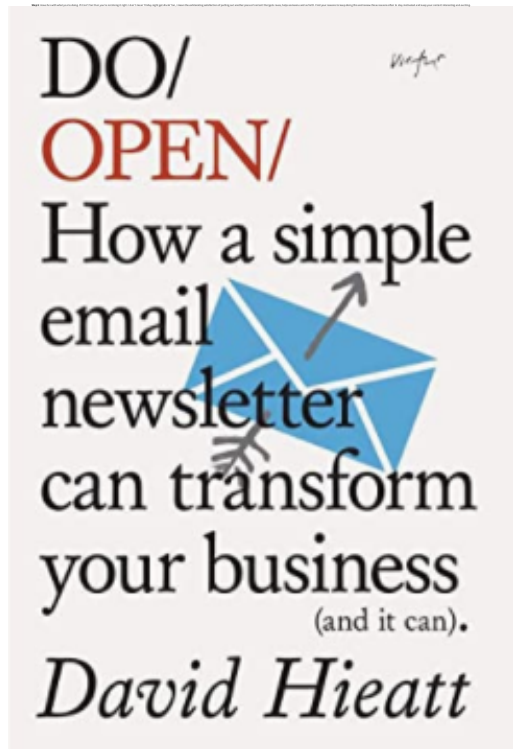 DO/
OPEN/
How a simple
email
newsletter
can transform
your business
(and it can).
David Hieatt